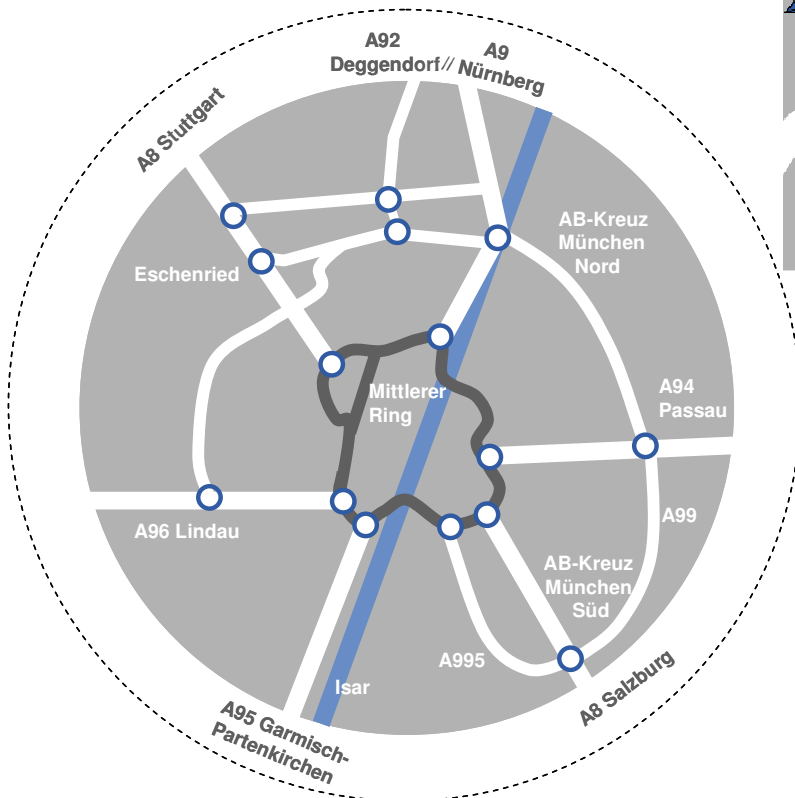 A92
Deggendorf //
A9
Nürnberg
A8 Stuttgart
AB-Kreuz
München
Nord
Eschenried
Mittlerer
Ring
A94
Passau
A96 Lindau
A99
AB-Kreuz
München
Süd
A995
Isar
A8 Salzburg
A95 Garmisch-
Partenkirchen